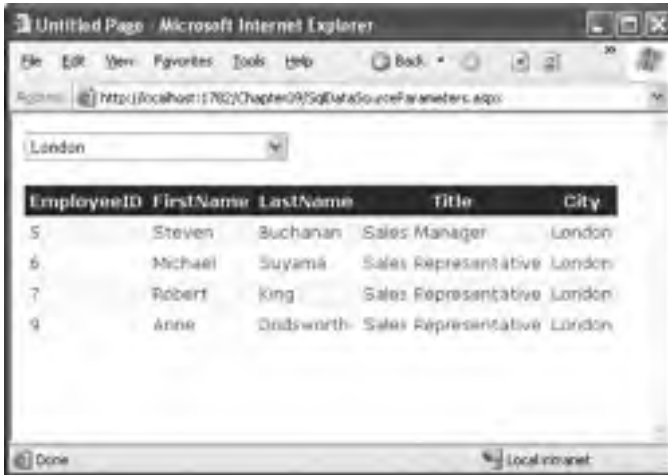 Untitled Page - Microsoft Internet Explorer
File Edit View Favorites Tools Help Back »
Address http://localhost:1782/Chapter09/SqlDataSourceParameters.aspx
London
EmployeeID FirstName LastName Title City
5 Steven Buchanan Sales Manager London
6 Michael Suyama Sales Representative London
7 Robert King Sales Representative London
9 Anne Dodsworth Sales Representative London
Done Local intranet